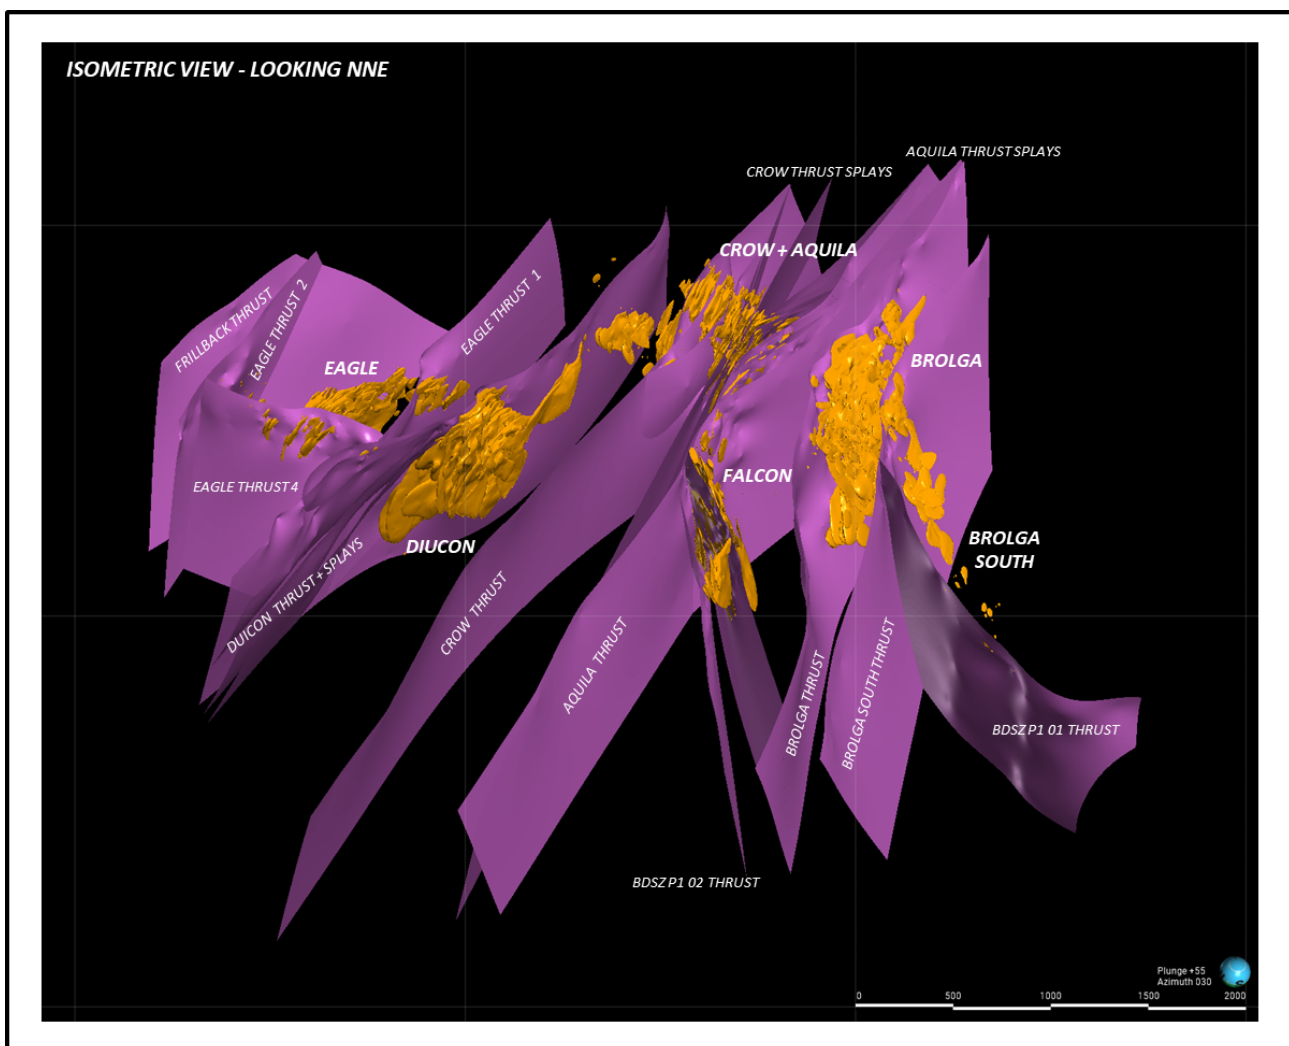 ISOMETRIC VIEW - LOOKING NNE
AQUILA THRUST SPLAYS
CROW THRUST SPLAYS
CROW + AQUILA
FRILLBACK THRUST
EAGLE THRUST 2
EAGLE THRUST 1
EAGLE
BROLGA
EAGLE THRUST 4
FALCON
DIUCON
BROLGA
SOUTH
DUICON THRUST + SPLAYS
CROW THRUST
AQUILA THRUST
BROLGA THRUST
BROLGA SOUTH THRUST
BDSZ P1 01 THRUST
BDSZ P1 02 THRUST
Plunge +55
Azimuth 030
0 500 1000 1500 2000